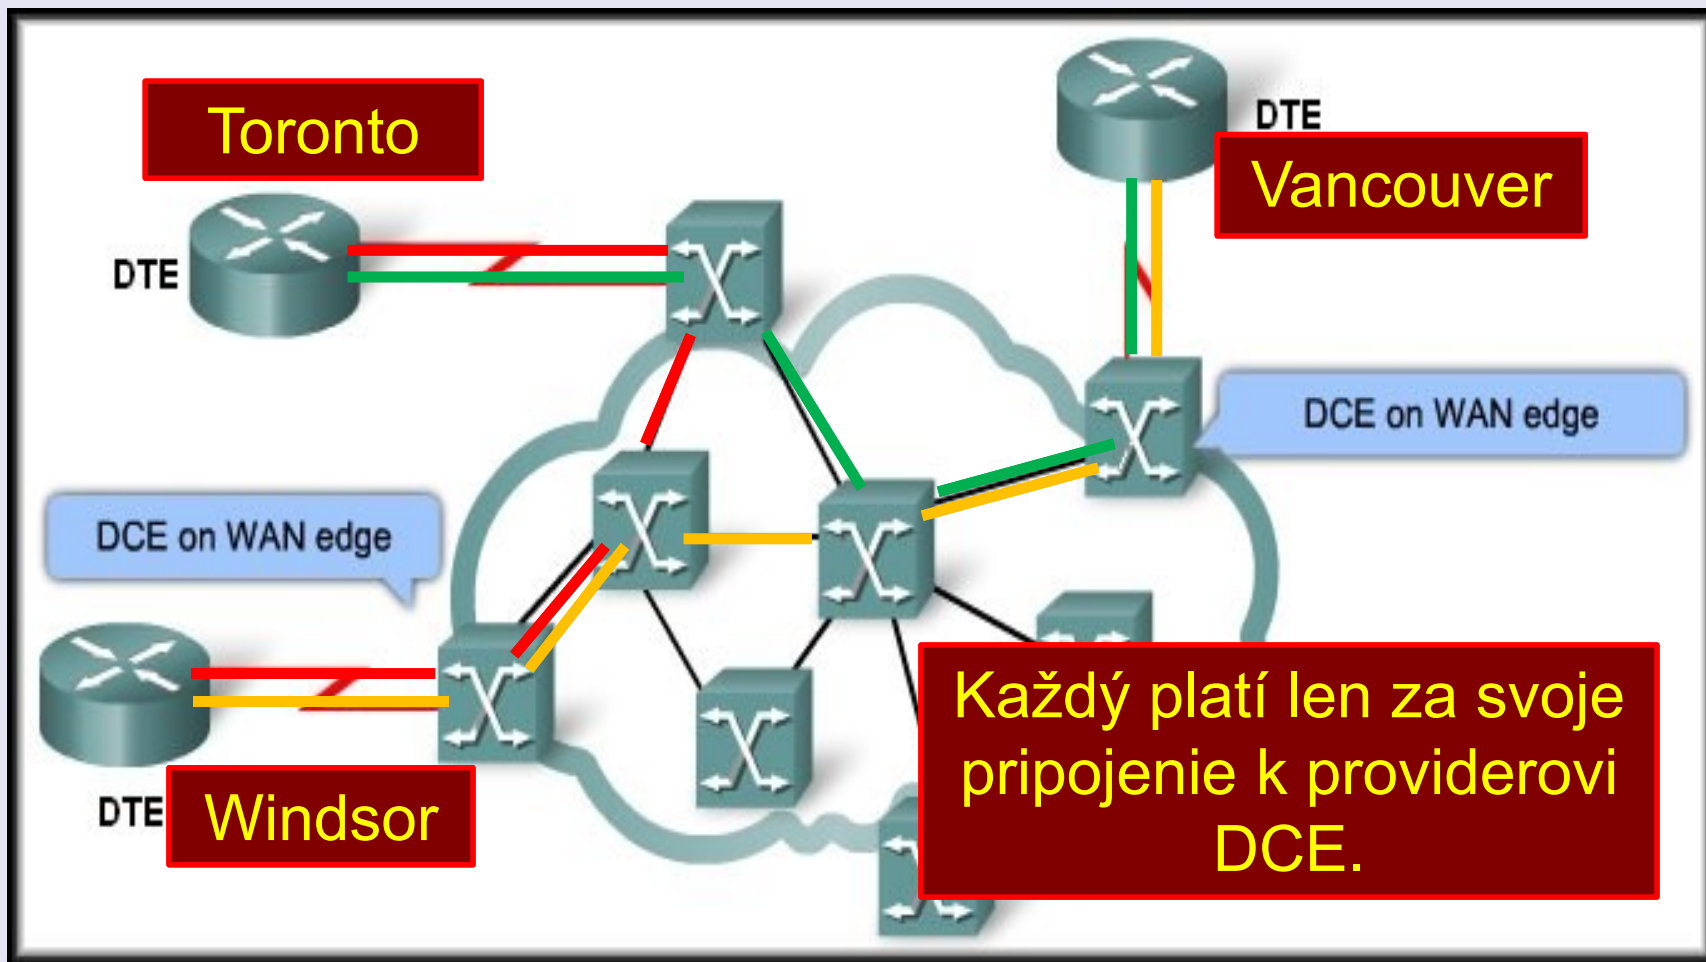 Toronto
DTE
DTE
Vancouver
DCE on WAN edge
DCE on WAN edge
DTE
Windsor
Každý platí len za svoje
pripojenie k providerovi
DCE.